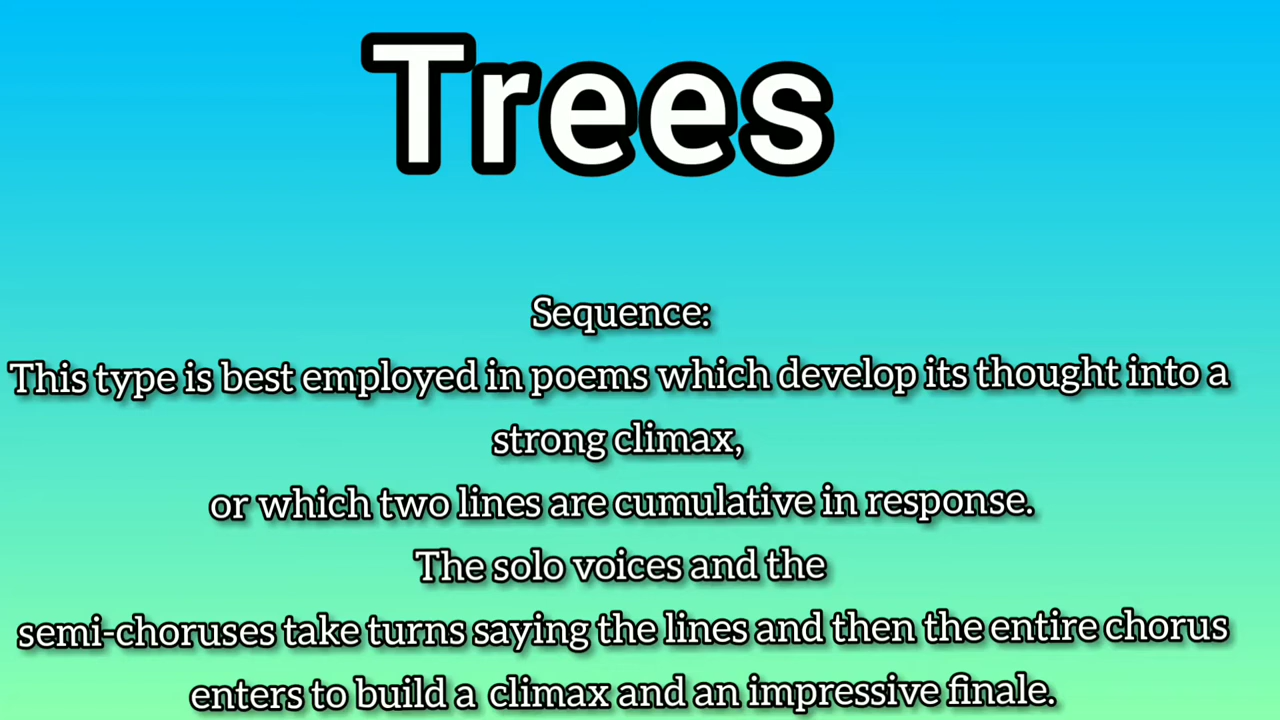 Trees
Sequence:
This type is best employed in poems which develop its thought into a
strong climax,
or which two lines are cumulative in response.
The solo voices and the
semi-choruses take turns saying the lines and then the entire chorus
enters to build a climax and an impressive finale.